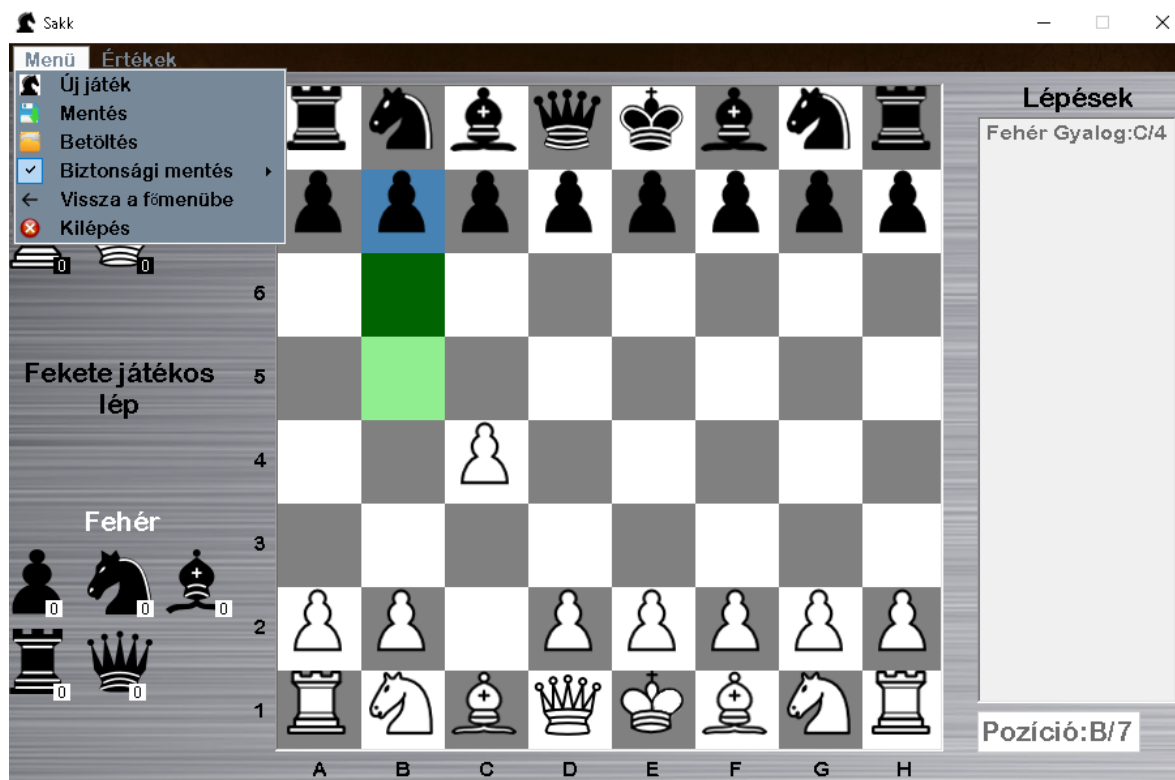 Sakk
Menü Értékek
Új játék
Mentés
Betöltés
Biztonsági mentés
Vissza a főmenübe
Kilépés
0 0
Fekete játékos
lép
Fehér
0 0 0
0 0
6
5
4
3
2
1
A B C D E F G H
Lépések
Fehér Gyalog:C/4
Pozíció:B/7